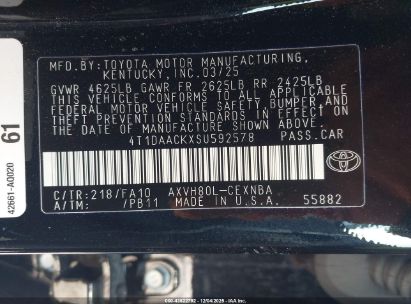 MFD. BY: TOYOTA MOTOR MANUFACTURING,
KENTUCKY, INC. 03/25
GVWR 4625LB GAWR FR 2625LB RR 2425LB
THIS VEHICLE CONFORMS TO ALL APPLICABLE
FEDERAL MOTOR VEHICLE SAFETY, BUMPER, AND
THEFT PREVENTION STANDARDS IN EFFECT ON
THE DATE OF MANUFACTURE SHOWN ABOVE.
4T1DAACKXSU592578 PASS.CAR
C/TR:218/FA10 AXVH80L-CEXNBA
A/TM: /PB11 MADE IN U.S.A. 55882
TOYOTA
61
42661-A0020